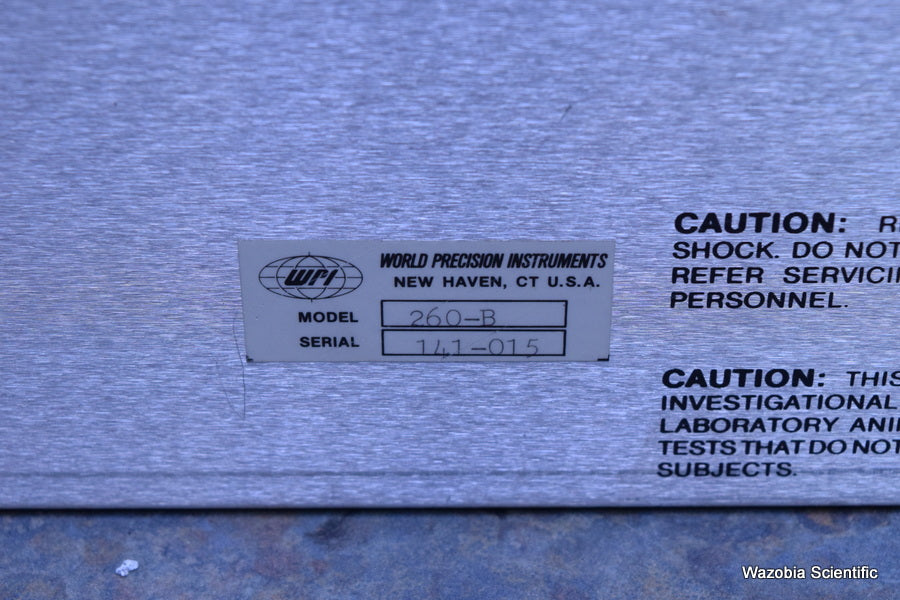 WRI
WORLD PRECISION INSTRUMENTS
NEW HAVEN, CT U.S.A.
MODEL 260-B
SERIAL 141-015
CAUTION:
SHOCK. DO NOT
REFER
PERSONNEL.
CAUTION: THIS
INVESTIGATIONAL
LABORATORY
TESTS THAT DO NOT
SUBJECTS.
Wazobia Scientific